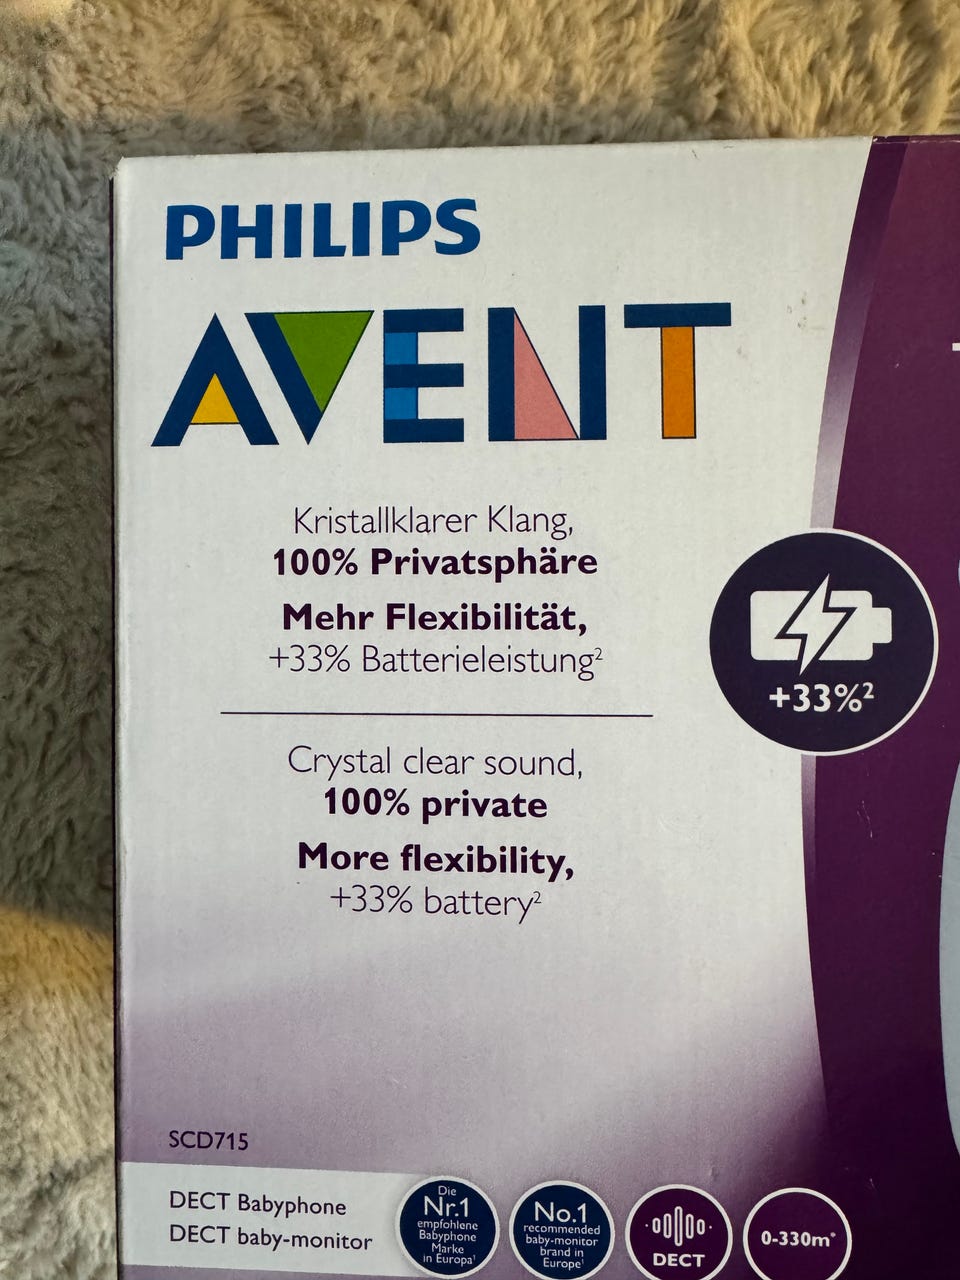 PHILIPS
AVENT
Kristallklarer Klang,
100% Privatsphäre
Mehr Flexibilität,
+33% Batterieleistung²
+33%²
Crystal clear sound,
100% private
More flexibility,
+33% battery²
SCD715
DECT Babyphone
DECT baby-monitor
Die
Nr.1
empfohlene
Babyphone
Marke
in Europa¹
No.1
recommended
baby-monitor
brand in
Europe¹
DECT
0-330m*